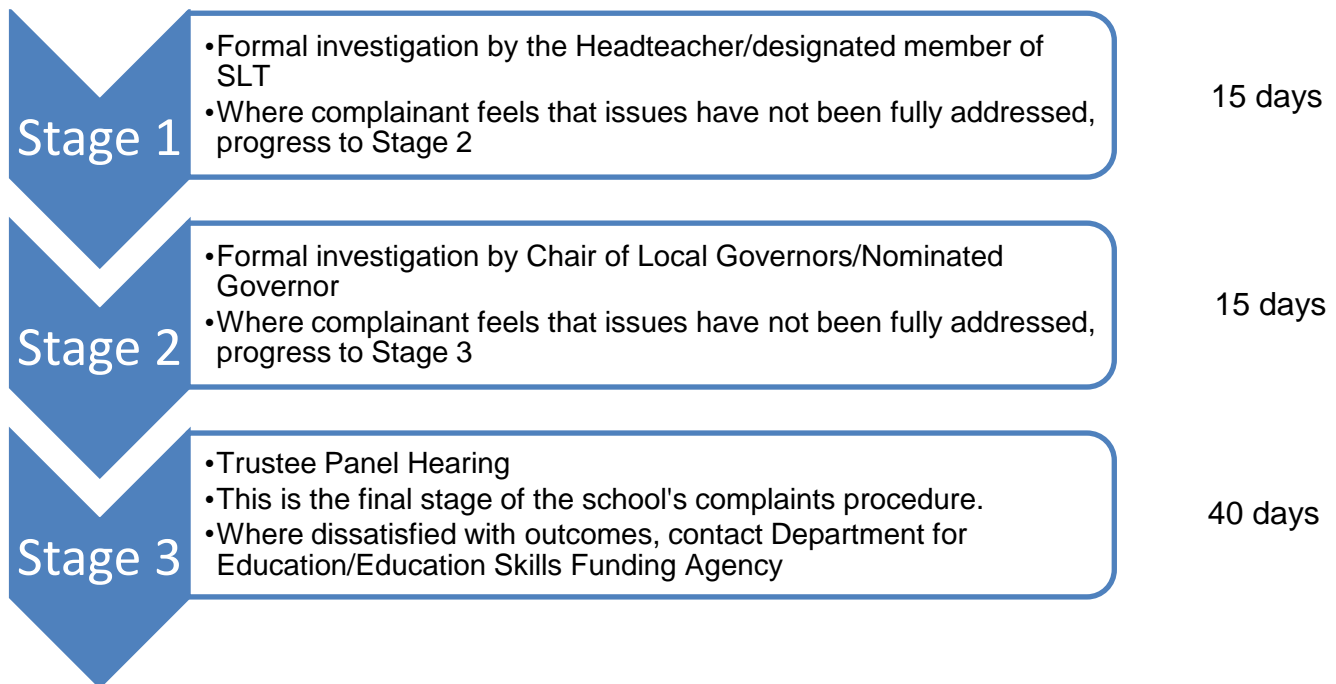 Stage 1
•Formal investigation by the Headteacher/designated member of
SLT
•Where complainant feels that issues have not been fully addressed,
progress to Stage 2
15 days
Stage 2
•Formal investigation by Chair of Local Governors/Nominated
Governor
•Where complainant feels that issues have not been fully addressed,
progress to Stage 3
15 days
Stage 3
•Trustee Panel Hearing
•This is the final stage of the school's complaints procedure.
•Where dissatisfied with outcomes, contact Department for
Education/Education Skills Funding Agency
40 days